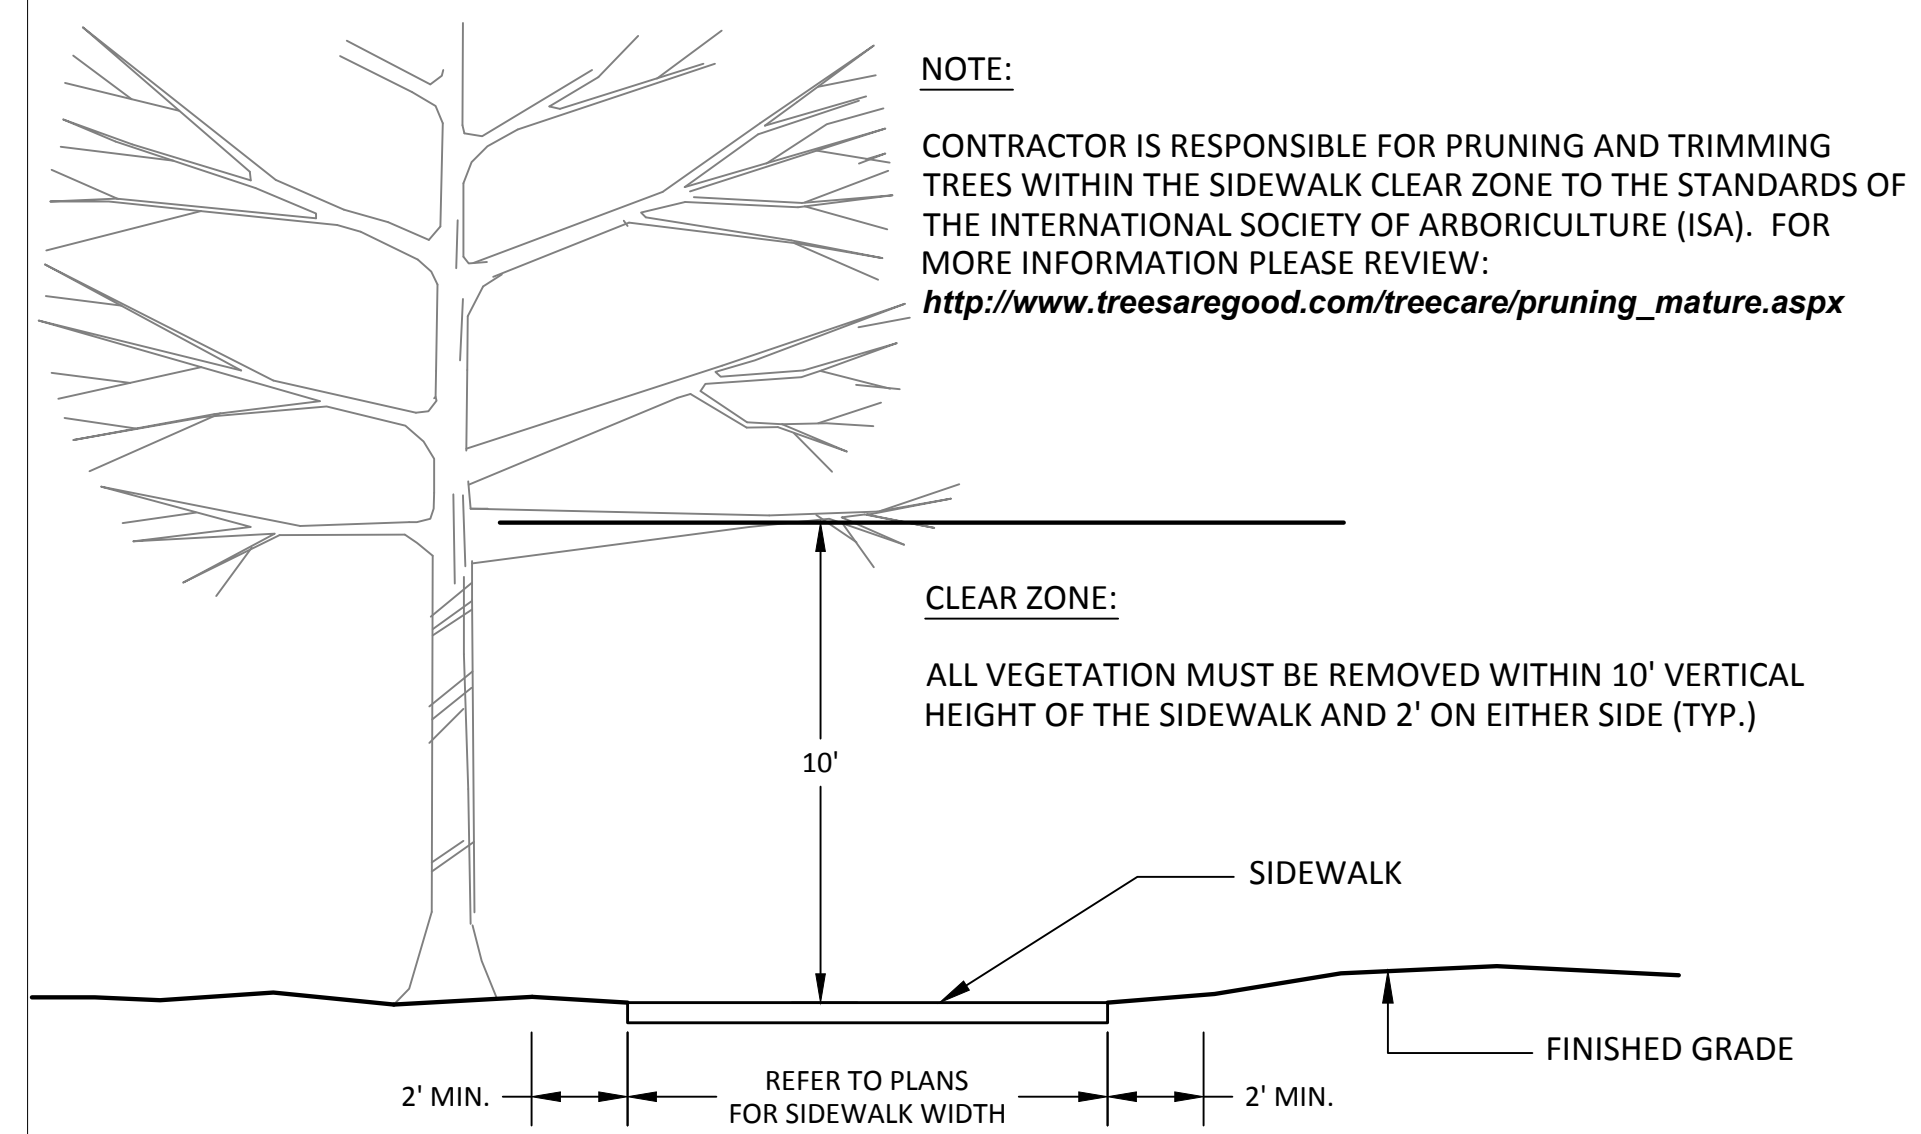 NOTE:
CONTRACTOR IS RESPONSIBLE FOR PRUNING AND TRIMMING
TREES WITHIN THE SIDEWALK CLEAR ZONE TO THE STANDARDS OF
THE INTERNATIONAL SOCIETY OF ARBORICULTURE (ISA).  FOR
MORE INFORMATION PLEASE REVIEW:
http://www.treesaregood.com/treecare/pruning_mature.aspx
CLEAR ZONE:
ALL VEGETATION MUST BE REMOVED WITHIN 10' VERTICAL
HEIGHT OF THE SIDEWALK AND 2' ON EITHER SIDE (TYP.)
10'
SIDEWALK
FINISHED GRADE
2' MIN.
REFER TO PLANS
FOR SIDEWALK WIDTH
2' MIN.